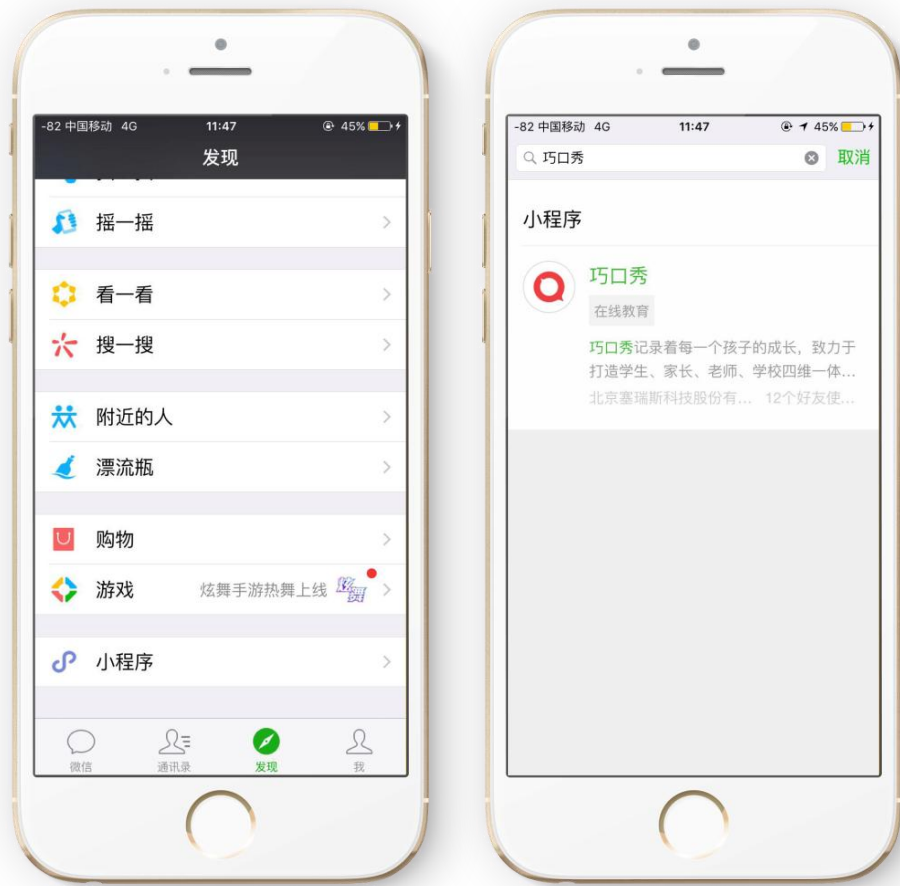 -82 中国移动 4G 11:47 45%
发现
摇一摇
看一看
搜一搜
附近的人
漂流瓶
购物
游戏 炫舞手游热舞上线
小程序
微信 通讯录 发现 我
-82 中国移动 4G 11:47 45%
巧口秀 取消
小程序
巧口秀
在线教育
巧口秀记录着每一个孩子的成长，致力于
打造学生、家长、老师、学校四维一体...
北京塞瑞斯科技股份有... 12个好友使...